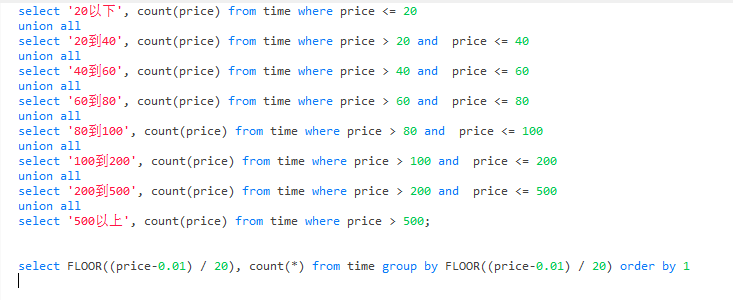 select '20以下', count(price) from time where price <= 20
union all
select '20到40', count(price) from time where price > 20 and  price <= 40
union all
select '40到60', count(price) from time where price > 40 and  price <= 60
union all
select '60到80', count(price) from time where price > 60 and  price <= 80
union all
select '80到100', count(price) from time where price > 80 and  price <= 100
union all
select '100到200', count(price) from time where price > 100 and  price <= 200
union all
select '200到500', count(price) from time where price > 200 and  price <= 500
union all
select '500以上', count(price) from time where price > 500;
select FLOOR((price-0.01) / 20), count(*) from time group by FLOOR((price-0.01) / 20) order by 1